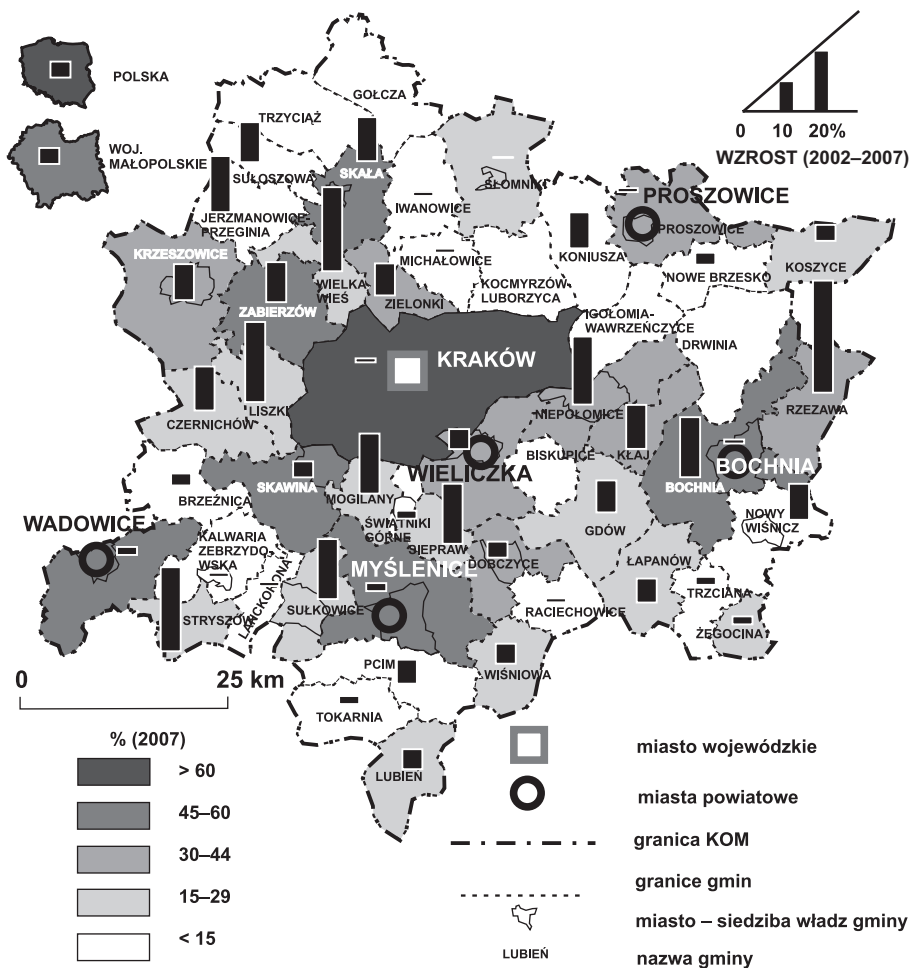 POLSKA
WOJ.
MAŁOPOLSKIE
GOŁCZA
TRZYCIĄŻ
SUŁOSZOWA
SKAŁA
JERZMANOWICE-
PRZEGINIA
IWANOWICE
SŁOMNIKI
PROSZOWICE
PROSZOWICE
0 10 20%
WZROST (2002–2007)
KRZESZOWICE
MICHAŁOWICE
KONIUSZA
NOWE BRZESKO
KOSZYCE
ZABIERZÓW
WIELKA
WIEŚ
ZIELONKI
KOCMYRZÓW-
LUBORZYCA
IGOŁOMIA-
WAWRZEŃCZYCE
DRWINIA
KRAKÓW
CZERNICHÓW
LISZKI
NIEPOŁOMICE
RZEZAWA
BISKUPICE
KŁAJ
BOCHNIA
BOCHNIA
WIELICZKA
SKAWINA
MOGILANY
BRZEŹNICA
ŚWIĄTNIKI
GÓRNE
SIEPRAW
GDÓW
NOWY
WIŚNICZ
WADOWICE
KALWARIA
ZEBRZYDO-
WSKA
LANCKORONA
MYŚLENICE
DOBCZYCE
ŁAPANÓW
TRZCIANA
STRYSZÓW
SUŁKOWICE
RACIECHOWICE
ŻEGOCINA
PCIM
WIŚNIOWA
TOKARNIA
LUBIEŃ
0 25 km
% (2007)
> 60
45–60
30–44
15–29
< 15
miasto wojewódzkie
miasta powiatowe
granica KOM
granice gmin
miasto – siedziba władz gminy
LUBIEŃ nazwa gminy